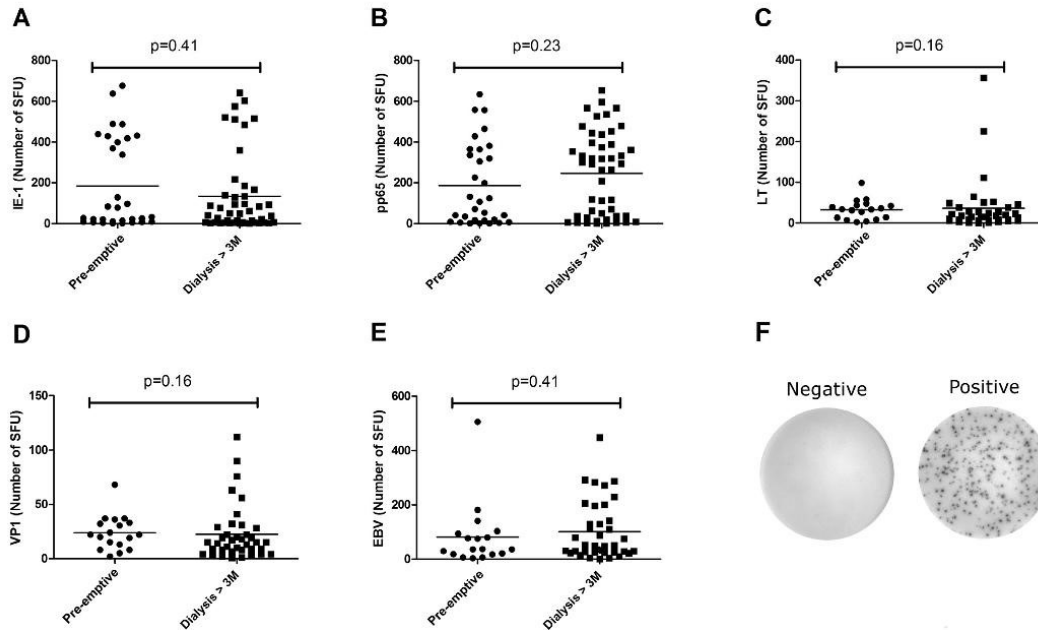 A
p=0.41
IE-1 (Number of SFU)
800
600
400
200
0
Pre-emptive
Dialysis > 3M
B
p=0.23
pp65 (Number of SFU)
800
600
400
200
0
Pre-emptive
Dialysis > 3M
C
p=0.16
LT (Number of SFU)
400
300
200
100
0
Pre-emptive
Dialysis > 3M
D
p=0.16
VP1 (Number of SFU)
150
100
50
0
Pre-emptive
Dialysis > 3M
E
p=0.41
EBV (Number of SFU)
600
400
200
0
Pre-emptive
Dialysis > 3M
F
Negative
Positive